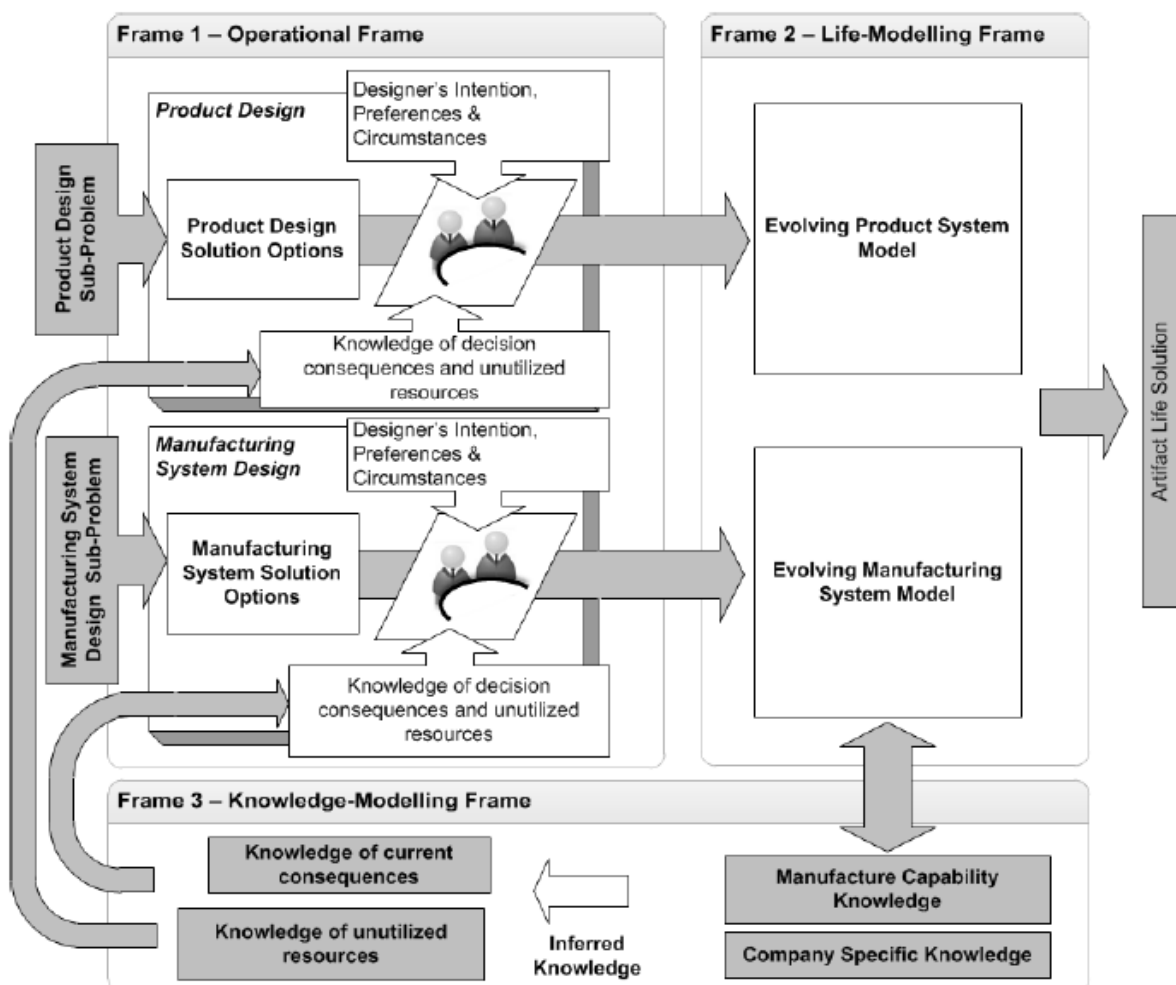 Frame 1 – Operational Frame
Frame 2 – Life-Modelling Frame
Product Design
Designer's Intention,
Preferences &
Circumstances
Product Design
Sub-Problem
Product Design
Solution Options
Evolving Product System
Model
Knowledge of decision
consequences and unutilized
resources
Artifact Life Solution
Manufacturing
System Design
Designer's Intention,
Preferences &
Circumstances
Manufacturing System
Design Sub-Problem
Manufacturing
System Solution
Options
Evolving Manufacturing
System Model
Knowledge of decision
consequences and unutilized
resources
Frame 3 – Knowledge-Modelling Frame
Knowledge of current
consequences
Knowledge of unutilized
resources
Inferred
Knowledge
Manufacture Capability
Knowledge
Company Specific Knowledge